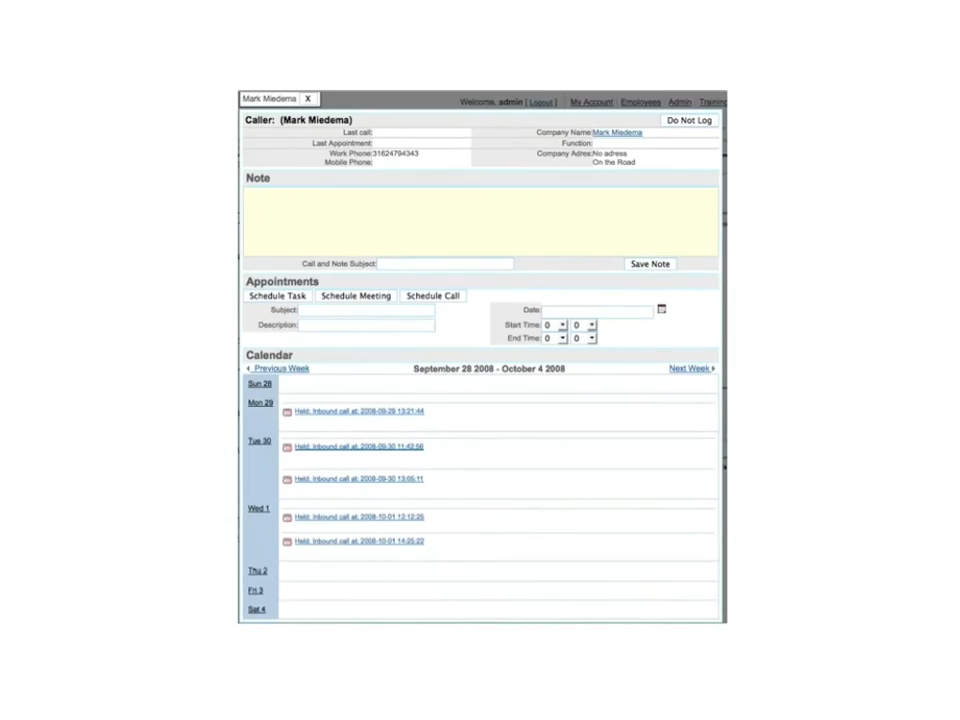 Mark Miedema X
Welcome, admin [ Logout ] My Account Employees Admin Training
Caller: (Mark Miedema) Do Not Log
Last call: Company Name: Mark Miedema
Last Appointment: Function:
Work Phone: 31624794343 Company Adres: No adress
Mobile Phone: On the Road
Note
Call and Note Subject: Save Note
Appointments
Schedule Task Schedule Meeting Schedule Call
Subject: Date:
Description: Start Time: 0 0
End Time: 0 0
Calendar
Previous Week September 28 2008 - October 4 2008 Next Week
Sun 28
Mon 29
Held: Inbound call at: 2008-09-29 13:21:44
Tue 30
Held: Inbound call at: 2008-09-30 11:42:56
Held: Inbound call at: 2008-09-30 13:05:11
Wed 1
Held: Inbound call at: 2008-10-01 12:12:25
Held: Inbound call at: 2008-10-01 14:25:22
Thu 2
Fri 3
Sat 4